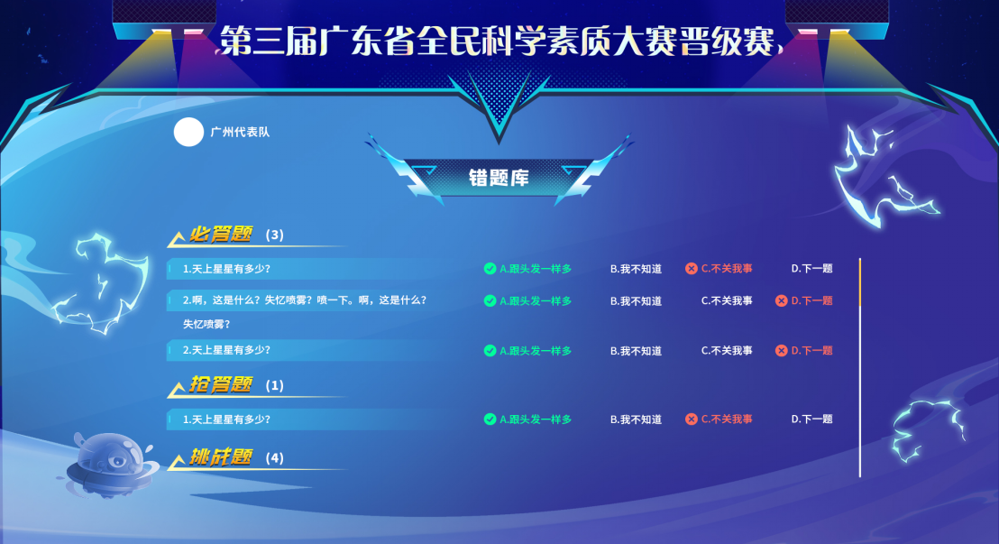 第三届广东省全民科学素质大赛晋级赛
广州代表队
错题库
必答题 (3)
1.天上星星有多少? A.跟头发一样多 B.我不知道 C.不关我事 D.下一题
2.啊，这是什么？失忆喷雾？喷一下。啊，这是什么？ A.跟头发一样多 B.我不知道 C.不关我事 D.下一题
失忆喷雾？
2.天上星星有多少? A.跟头发一样多 B.我不知道 C.不关我事 D.下一题
抢答题 (1)
1.天上星星有多少? A.跟头发一样多 B.我不知道 C.不关我事 D.下一题
挑战题 (4)